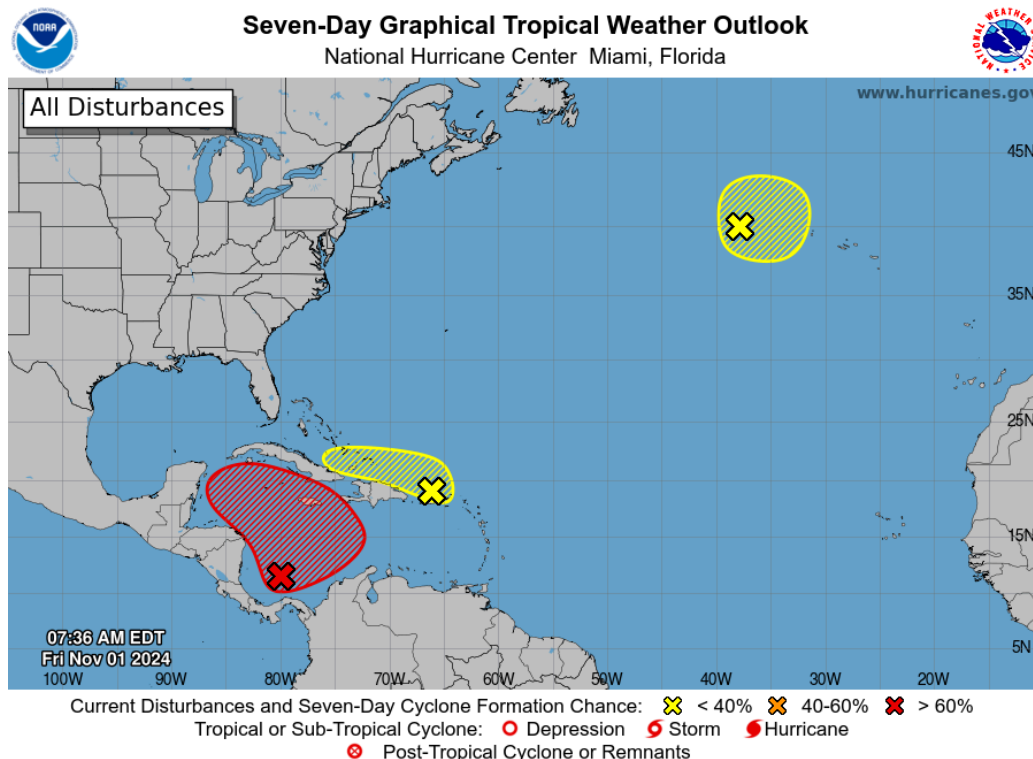 Seven-Day Graphical Tropical Weather Outlook
National Hurricane Center Miami, Florida
NOAA
All Disturbances
www.hurricanes.gov
45N
35N
25N
15N
5N
07:36 AM EDT
Fri Nov 01 2024
100W 90W 80W 70W 60W 50W 40W 30W 20W
Current Disturbances and Seven-Day Cyclone Formation Chance: < 40% 40-60% > 60%
Tropical or Sub-Tropical Cyclone: Depression Storm Hurricane
Post-Tropical Cyclone or Remnants